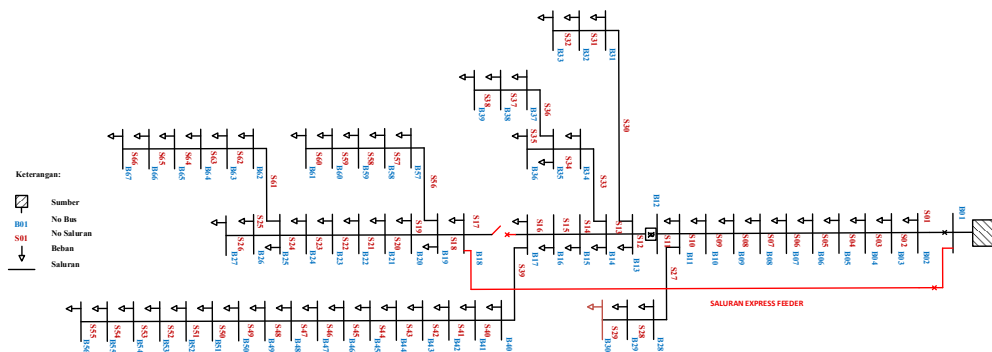 S32 S31
B33 B32 B31
S38 S37 S36
B39 B38 B37
S30
S35 S34 S33
B36 B35 B34
S66 S65 S64 S63 S62 S61
B67 B66 B65 B64 B63 B62
S60 S59 S58 S57 S56
B61 B60 B59 B58 B57
Keterangan:
Sumber
B01 No Bus
S01 No Saluran
Beban
Saluran
B12 B01
S26 S25 S24 S23 S22 S21 S20 S19 S18 S17 S16 S15 S14 S13 S12 S11 S10 S09 S08 S07 S06 S05 S04 S03 S02 S01
B27 B26 B25 B24 B23 B22 B21 B20 B19 B18 B17 B16 B15 B14 B13 B11 B10 B09 B08 B07 B06 B05 B04 B03 B02
S39 S27
SALURAN EXPRESS FEEDER
S55 S54 S53 S52 S51 S50 S49 S48 S47 S46 S45 S44 S43 S42 S41 S40
B56 B55 B54 B53 B52 B51 B50 B49 B48 B47 B46 B45 B44 B43 B42 B41 B40
S29 S28
B30 B29 B28